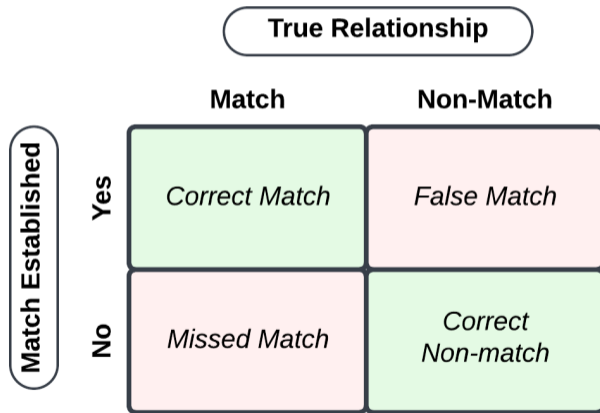 True Relationship
Match Non-Match
Match Established
Yes
Correct Match
False Match
No
Missed Match
Correct
Non-match